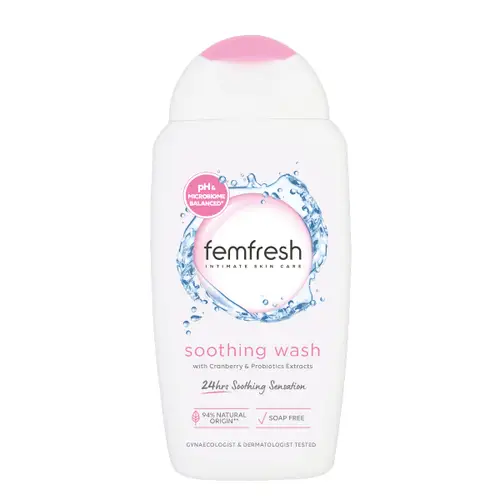 pH &
MICROBIOME
BALANCED*
femfresh
INTIMATE SKIN CARE
soothing wash
with Cranberry & Probiotics Extracts
24hrs Soothing Sensation
94% NATURAL
ORIGIN**
SOAP FREE
GYNAECOLOGIST & DERMATOLOGIST TESTED